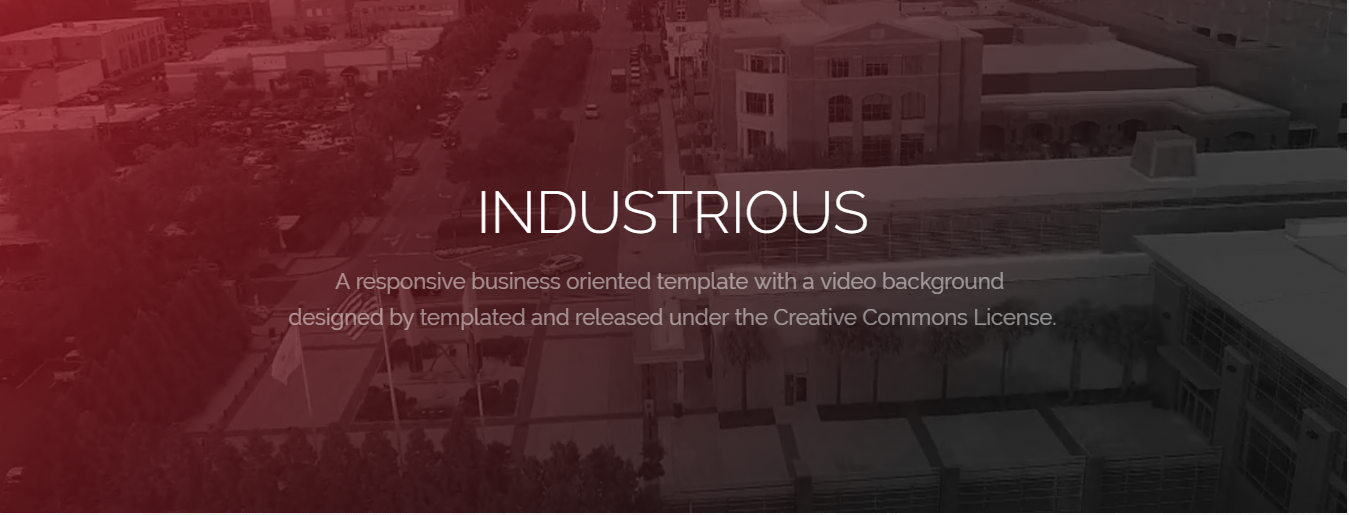 INDUSTRIOUS
A responsive business oriented template with a video background
designed by templated and released under the Creative Commons License.